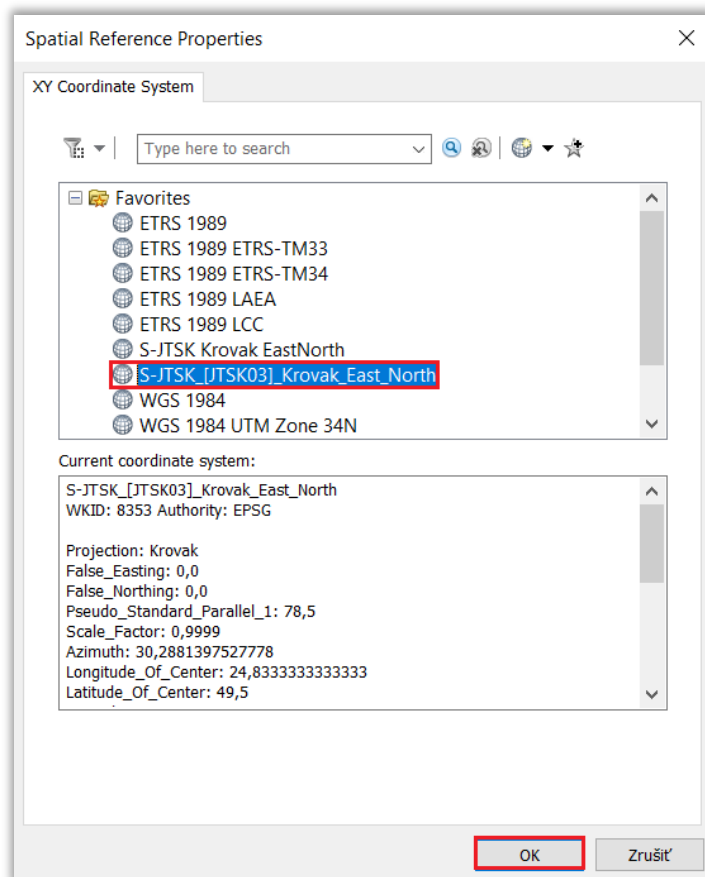 Spatial Reference Properties
XY Coordinate System
Type here to search
Favorites
ETRS 1989
ETRS 1989 ETRS-TM33
ETRS 1989 ETRS-TM34
ETRS 1989 LAEA
ETRS 1989 LCC
S-JTSK Krovak EastNorth
S-JTSK_[JTSK03]_Krovak_East_North
WGS 1984
WGS 1984 UTM Zone 34N
Current coordinate system:
S-JTSK_[JTSK03]_Krovak_East_North
WKID: 8353 Authority: EPSG
Projection: Krovak
False_Easting: 0,0
False_Northing: 0,0
Pseudo_Standard_Parallel_1: 78,5
Scale_Factor: 0,9999
Azimuth: 30,2881397527778
Longitude_Of_Center: 24,8333333333333
Latitude_Of_Center: 49,5
OK Zrušiť